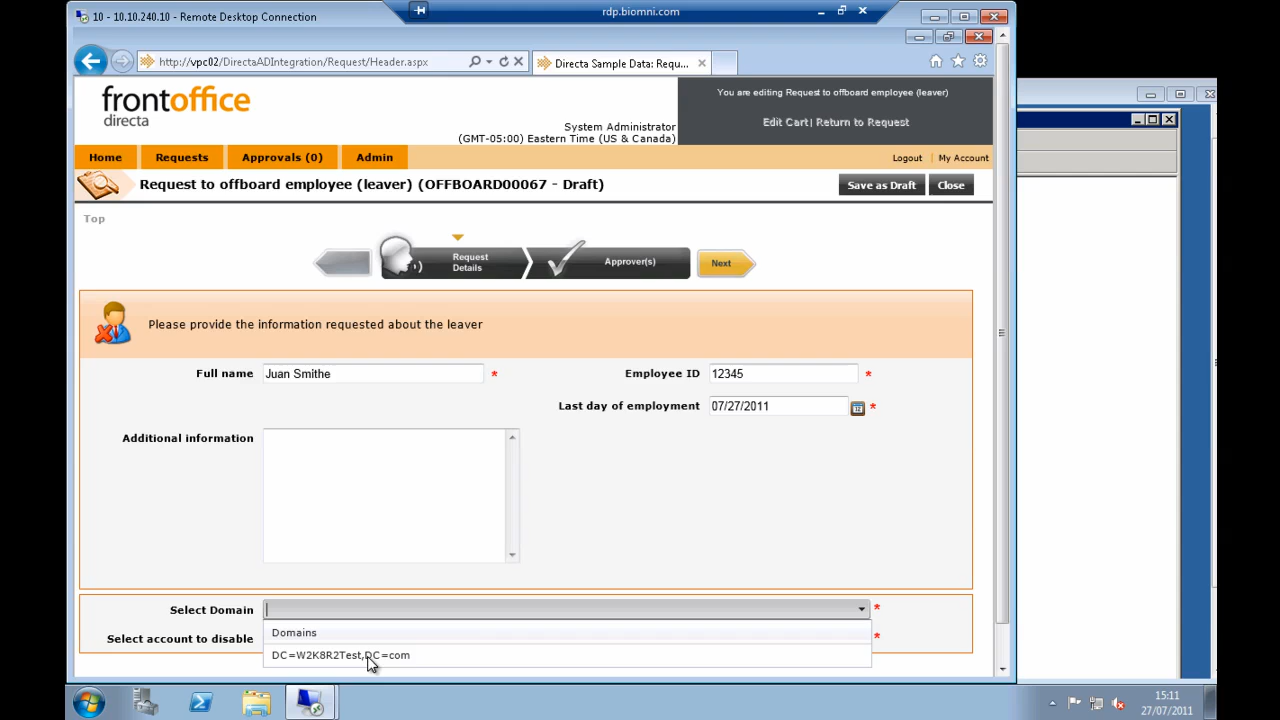 10 - 10.10.240.10 - Remote Desktop Connection
rdp.biomni.com
http://vpc02/DirectaADIntegration/Request/Header.aspx
Directa Sample Data: Requ...
frontoffice
directa
You are editing Request to offboard employee (leaver)
Edit Cart | Return to Request
System Administrator
(GMT-05:00) Eastern Time (US & Canada)
Home Requests Approvals (0) Admin
Logout | My Account
Request to offboard employee (leaver) (OFFBOARD00067 - Draft)
Save as Draft Close
Top
Request
Details
Approver(s)
Next
Please provide the information requested about the leaver
Full name Juan Smithe *
Employee ID 12345 *
Last day of employment 07/27/2011 *
Additional information
Select Domain *
Domains
Select account to disable *
DC=W2K8R2Test,DC=com
15:11
27/07/2011